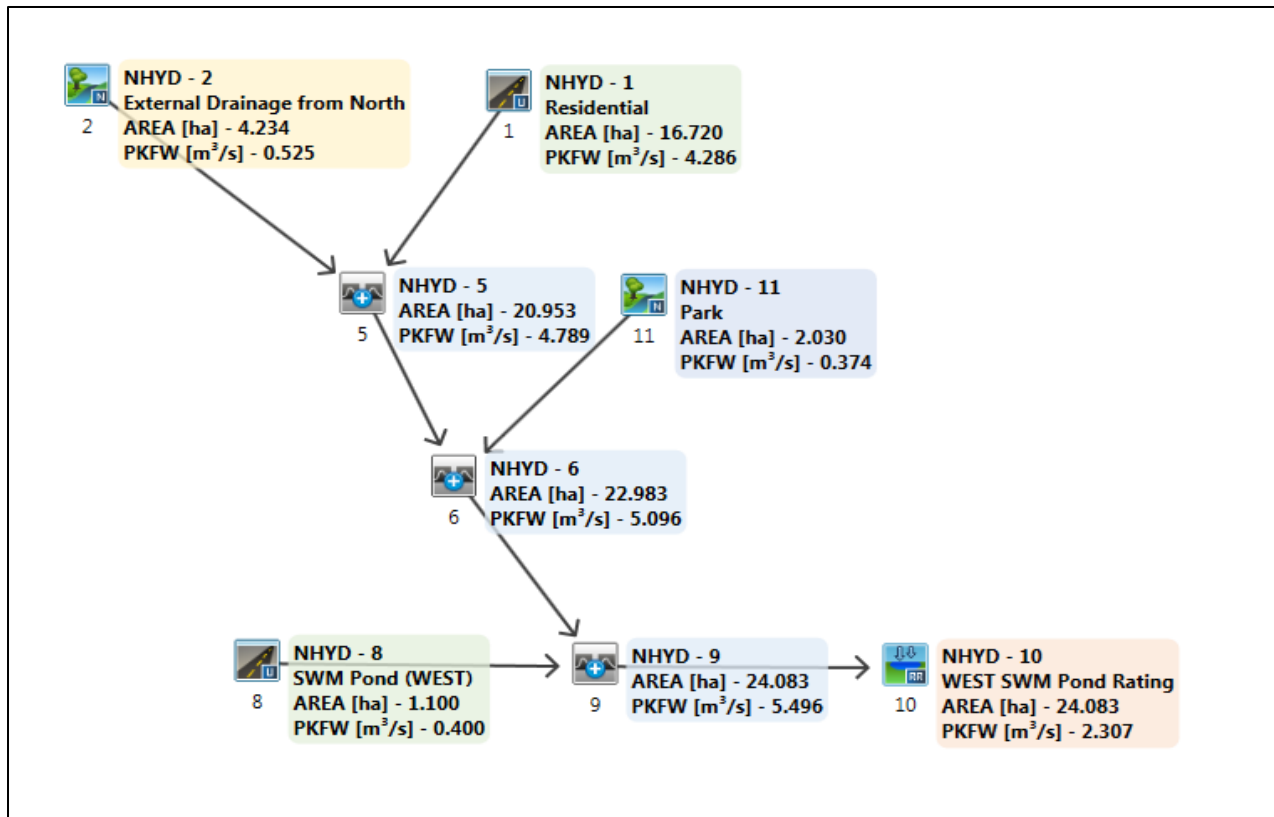 NHYD - 2
External Drainage from North
AREA [ha] - 4.234
PKFW [m³/s] - 0.525
N
2
NHYD - 1
Residential
AREA [ha] - 16.720
PKFW [m³/s] - 4.286
U
1
NHYD - 5
AREA [ha] - 20.953
PKFW [m³/s] - 4.789
5
NHYD - 11
Park
AREA [ha] - 2.030
PKFW [m³/s] - 0.374
N
11
NHYD - 6
AREA [ha] - 22.983
PKFW [m³/s] - 5.096
6
NHYD - 8
SWM Pond (WEST)
AREA [ha] - 1.100
PKFW [m³/s] - 0.400
U
8
NHYD - 9
AREA [ha] - 24.083
PKFW [m³/s] - 5.496
9
NHYD - 10
WEST SWM Pond Rating
AREA [ha] - 24.083
PKFW [m³/s] - 2.307
RR
10